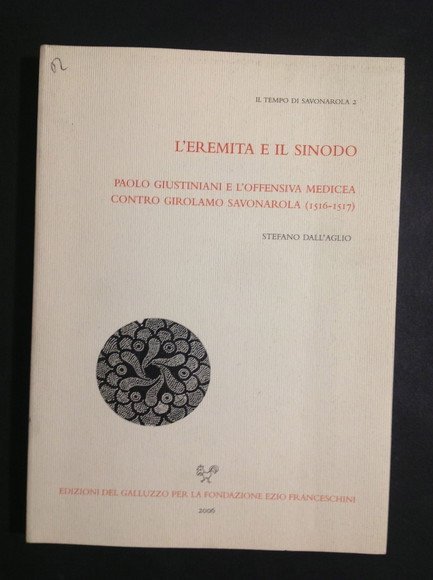 IL TEMPO DI SAVONAROLA 2
L'EREMITA E IL SINODO
PAOLO GIUSTINIANI E L'OFFENSIVA MEDICEA
CONTRO GIROLAMO SAVONAROLA (1516-1517)
STEFANO DALL'AGLIO
EDIZIONI DEL GALLUZZO PER LA FONDAZIONE EZIO FRANCESCHINI
2006